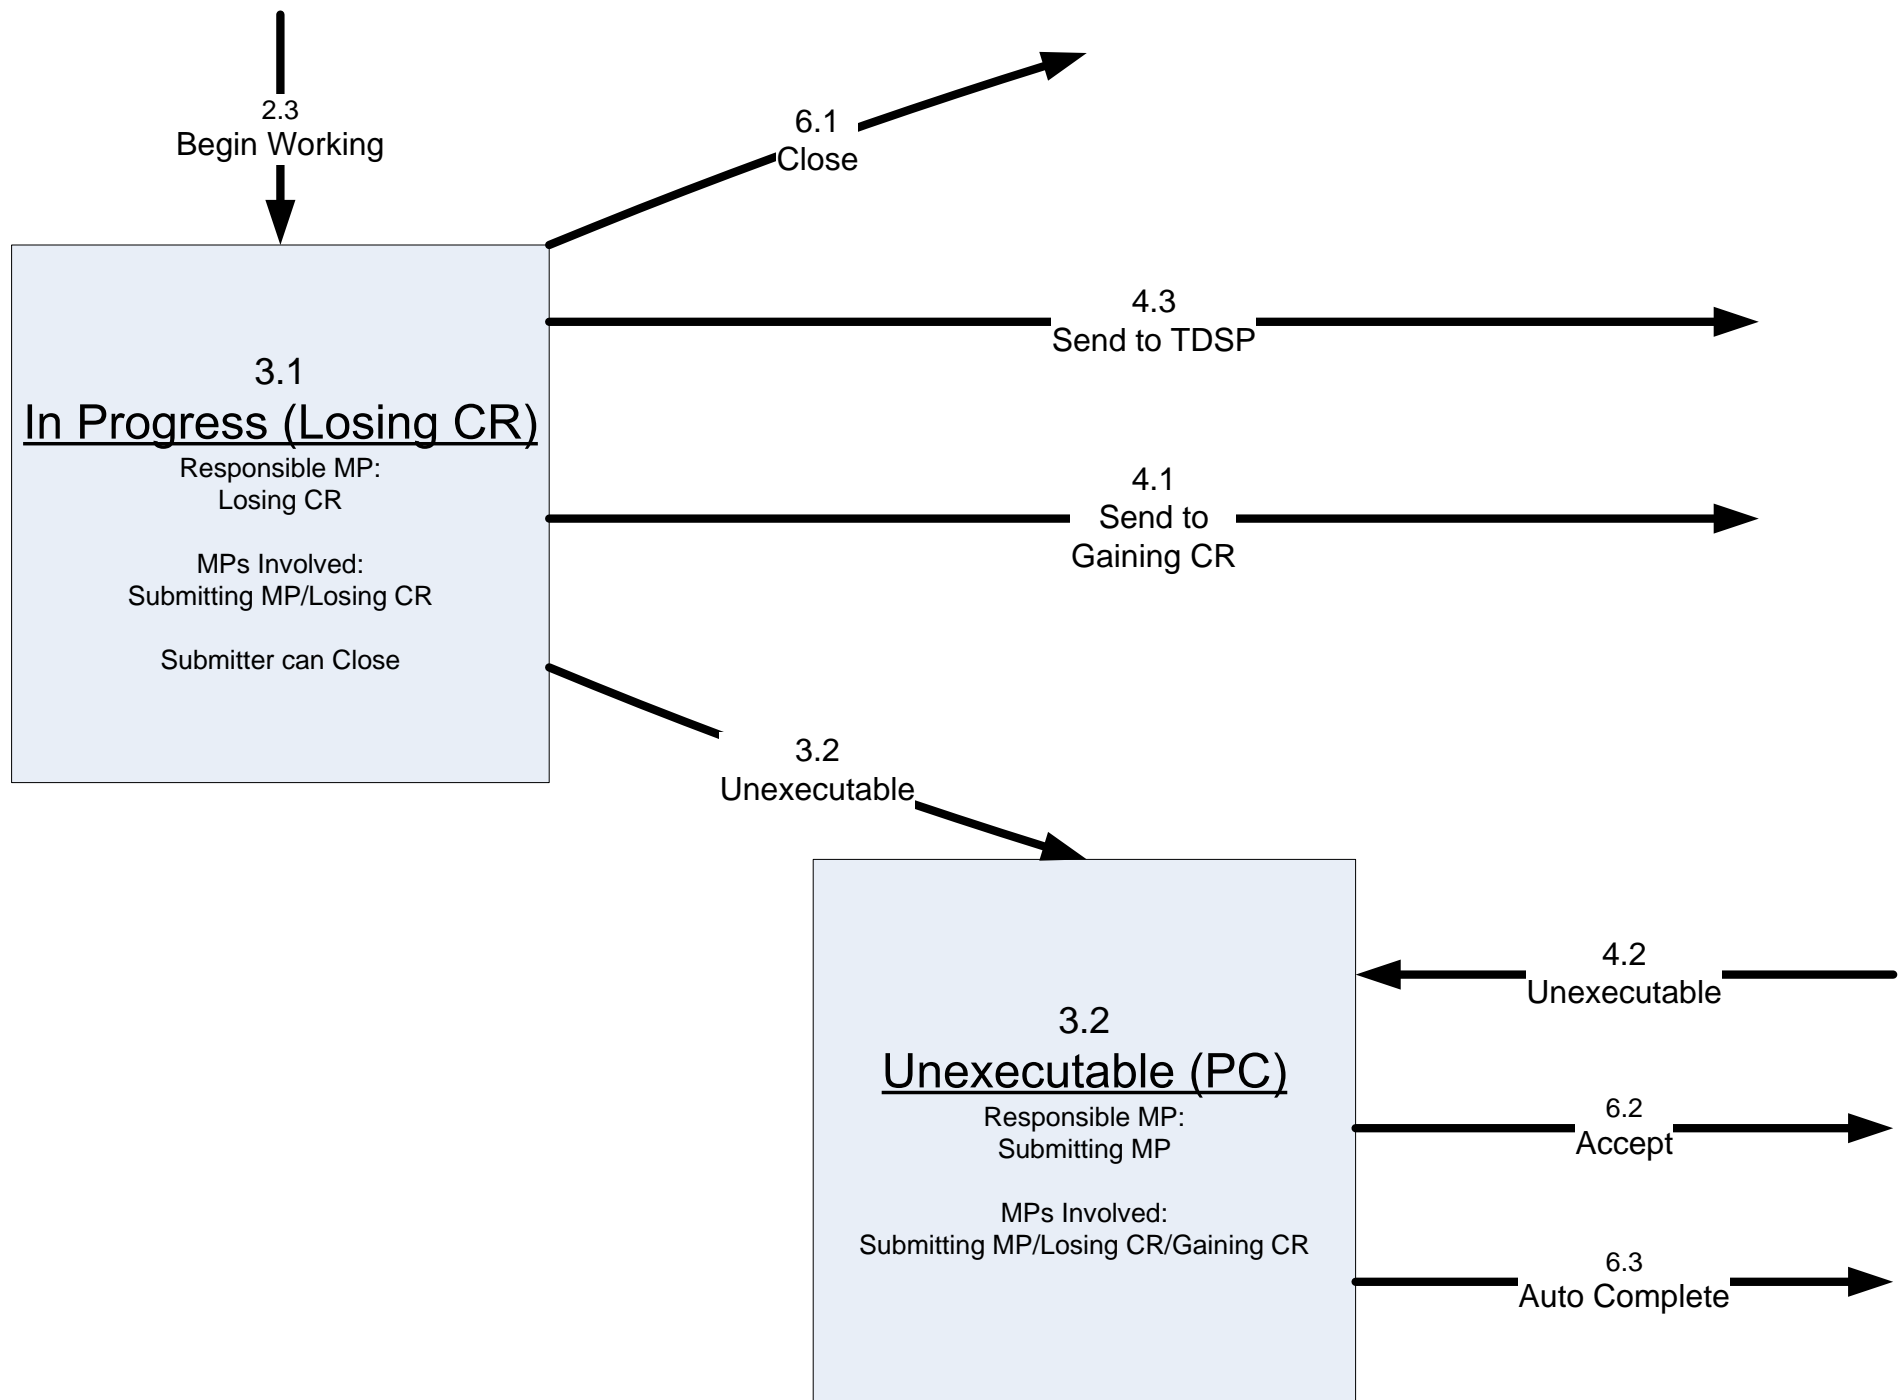 2.3
Begin Working
6.1
Close
4.3
Send to TDSP
3.1
In Progress (Losing CR)
Responsible MP:
Losing CR
MPs Involved:
Submitting MP/Losing CR
Submitter can Close
4.1
Send to
Gaining CR
3.2
Unexecutable
3.2
Unexecutable (PC)
Responsible MP:
Submitting MP
MPs Involved:
Submitting MP/Losing CR/Gaining CR
4.2
Unexecutable
6.2
Accept
6.3
Auto Complete